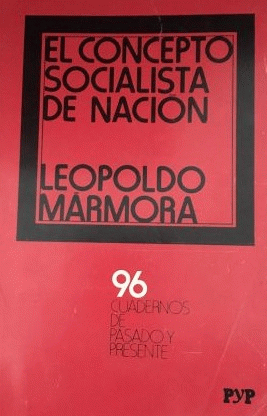 EL CONCEPTO
SOCIALISTA
DE NACIÓN
LEOPOLDO
MÁRMORA
96
CUADERNOS
DE
PASADO Y
PRESENTE
PYP